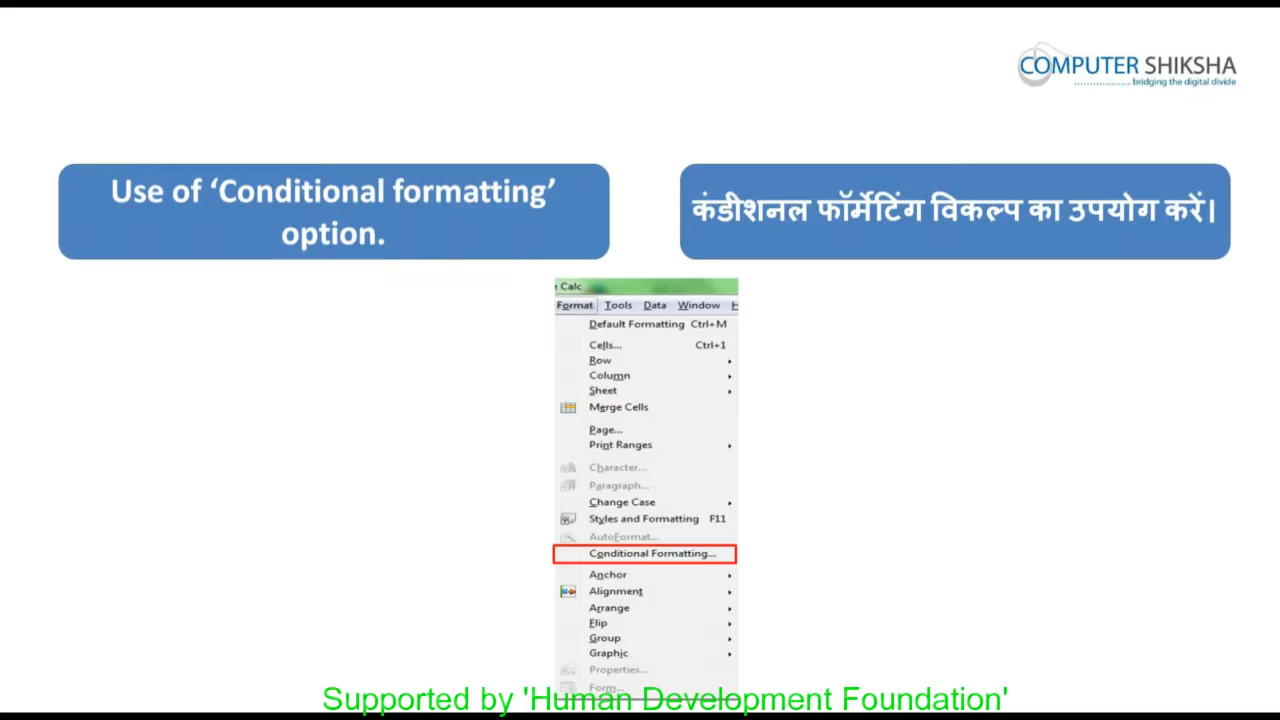 COMPUTER SHIKSHA
bridging the digital divide
Use of ‘Conditional formatting’
option.
कंडीशनल फॉर्मेटिंग विकल्प का उपयोग करें।
Calc
Format Tools Data Window
Default Formatting Ctrl+M
Cells... Ctrl+1
Row
Column
Sheet
Merge Cells
Page...
Print Ranges
Character...
Paragraph...
Change Case
Styles and Formatting F11
AutoFormat...
Conditional Formatting...
Anchor
Alignment
Arrange
Flip
Group
Graphic
Properties...
Form...
Supported by 'Human Development Foundation'